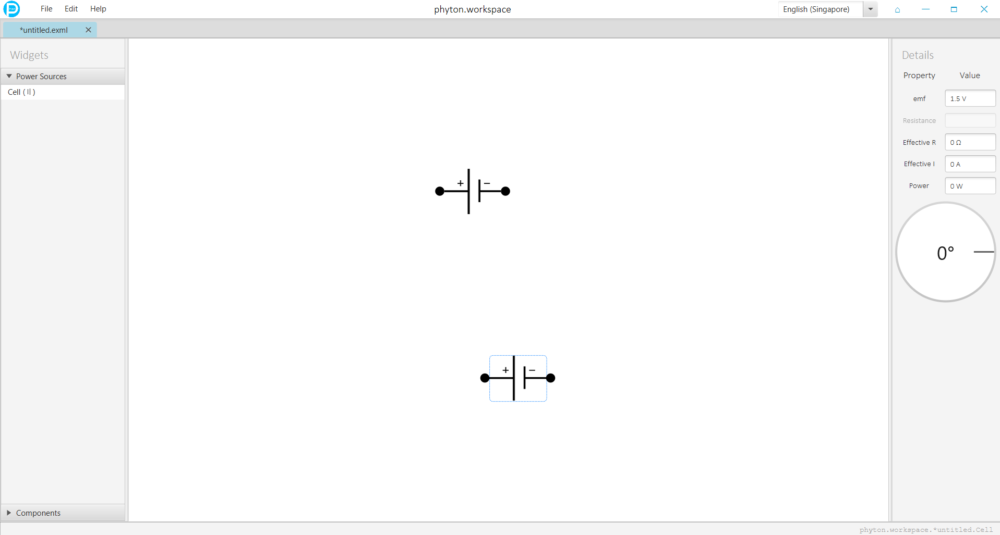 File Edit Help
phyton.workspace
English (Singapore)
*untitled.exml
Widgets
Power Sources
Cell ( || )
Components
+ −
+ −
Details
Property Value
emf 1.5 V
Resistance
Effective R 0 Ω
Effective I 0 A
Power 0 W
0°
phyton.workspace.*untitled.Cell